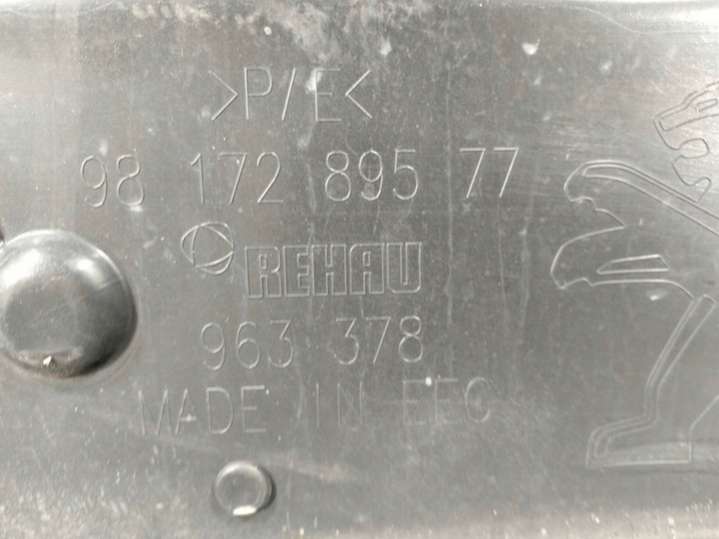 >P/E<
98 172 895 77
REHAU
963 378
MADE IN EEC